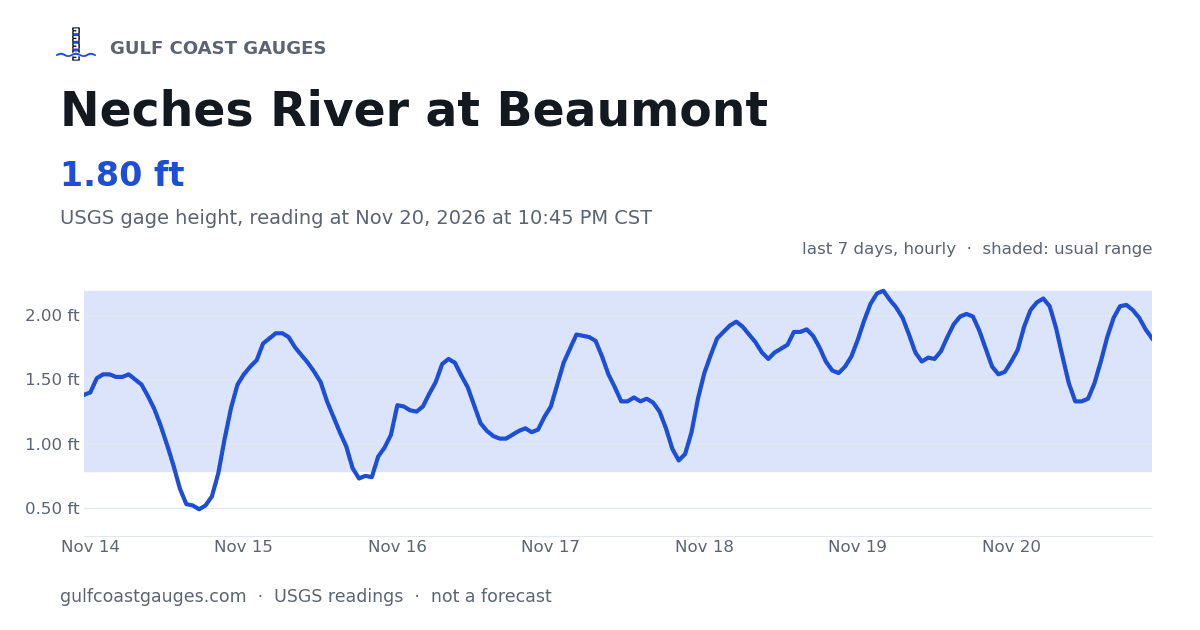 GULF COAST GAUGES
Neches River at Beaumont
1.80 ft
USGS gage height, reading at Nov 20, 2026 at 10:45 PM CST
last 7 days, hourly · shaded: usual range
2.00 ft
1.50 ft
1.00 ft
0.50 ft
Nov 14 Nov 15 Nov 16 Nov 17 Nov 18 Nov 19 Nov 20
gulfcoastgauges.com · USGS readings · not a forecast